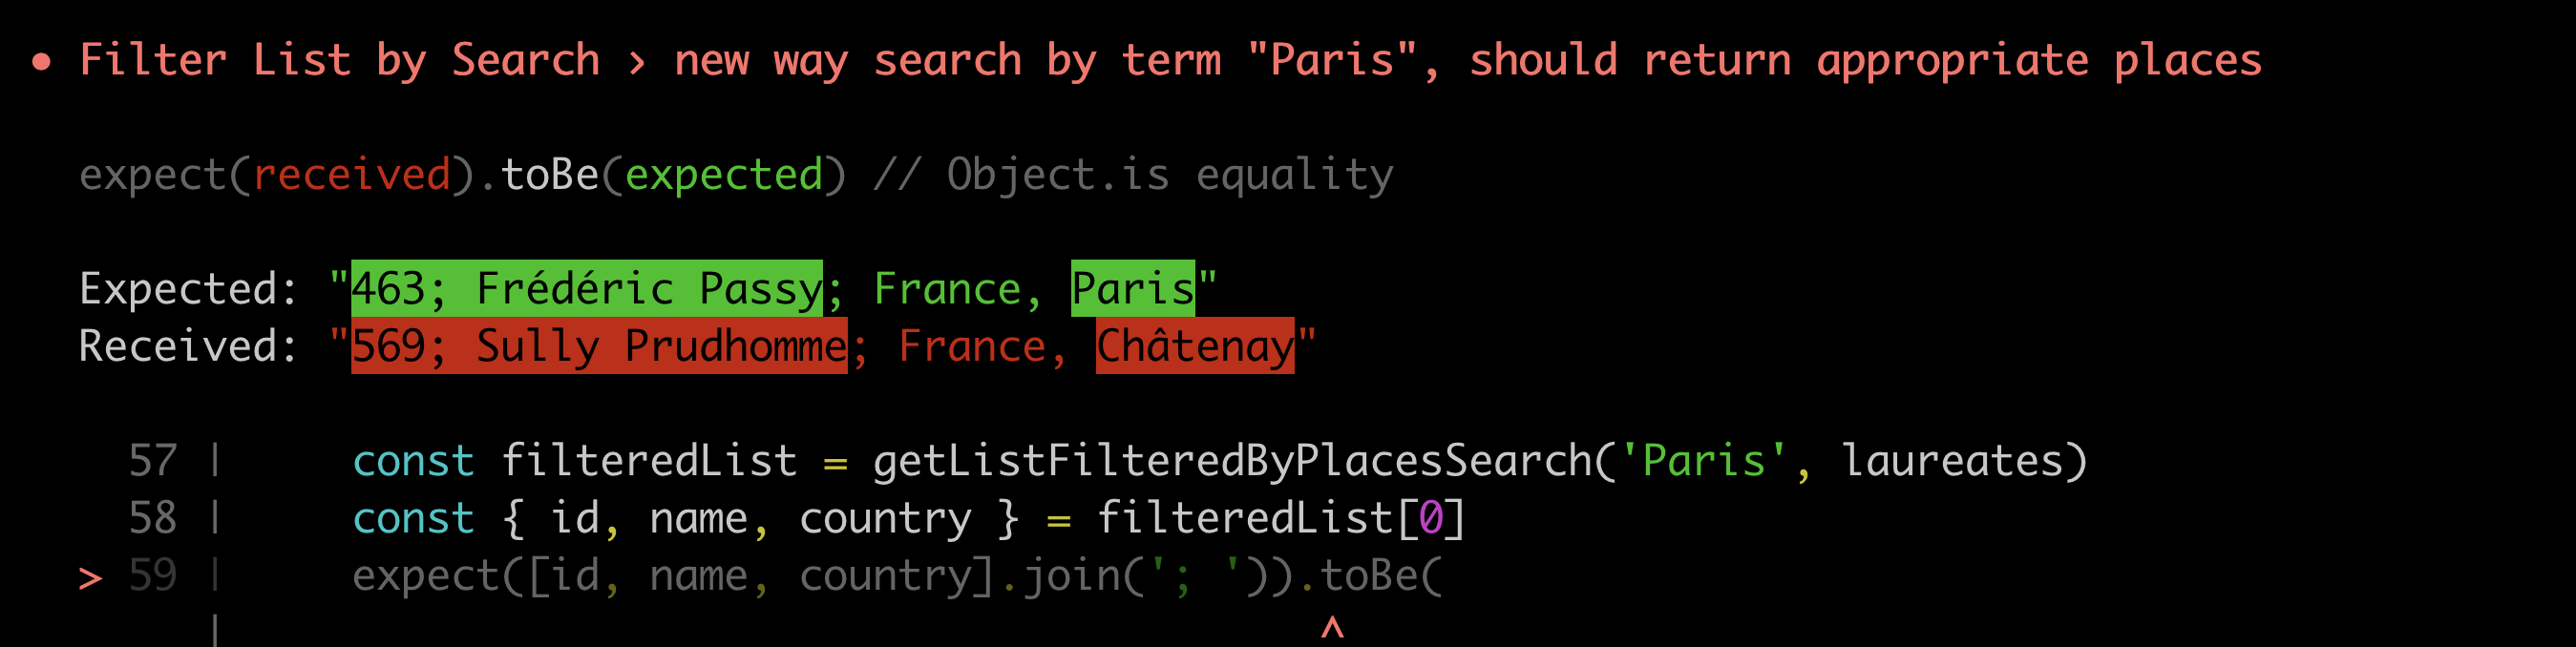 ● Filter List by Search › new way search by term "Paris", should return appropriate places
expect(received).toBe(expected) // Object.is equality
Expected: "463; Frédéric Passy; France, Paris"
Received: "569; Sully Prudhomme; France, Châtenay"
57 | const filteredList = getListFilteredByPlacesSearch('Paris', laureates)
58 | const { id, name, country } = filteredList[0]
> 59 | expect([id, name, country].join('; ')).toBe(
| ^